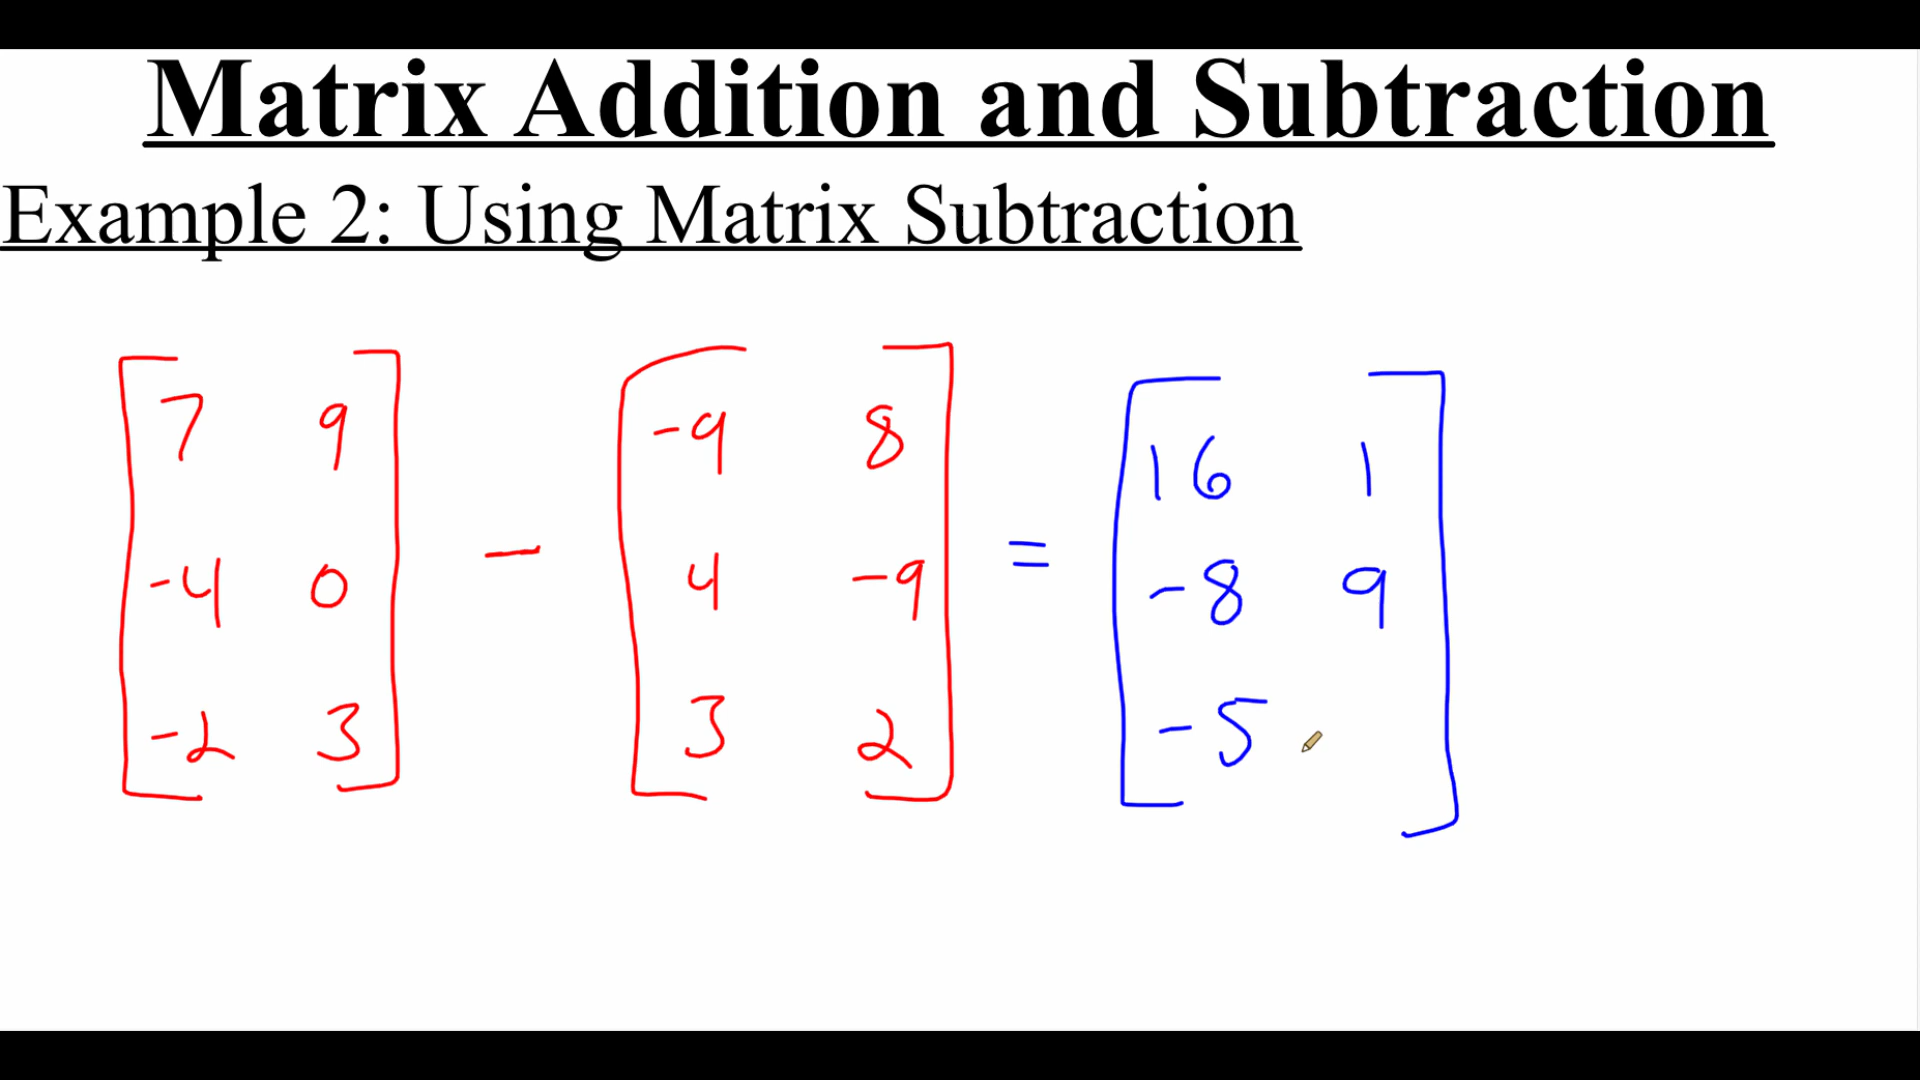 Matrix Addition and Subtraction
Example 2: Using Matrix Subtraction
7 9 -9 8 16 1
-4 0 - 4 -9 = -8 9
-2 3 3 2 -5